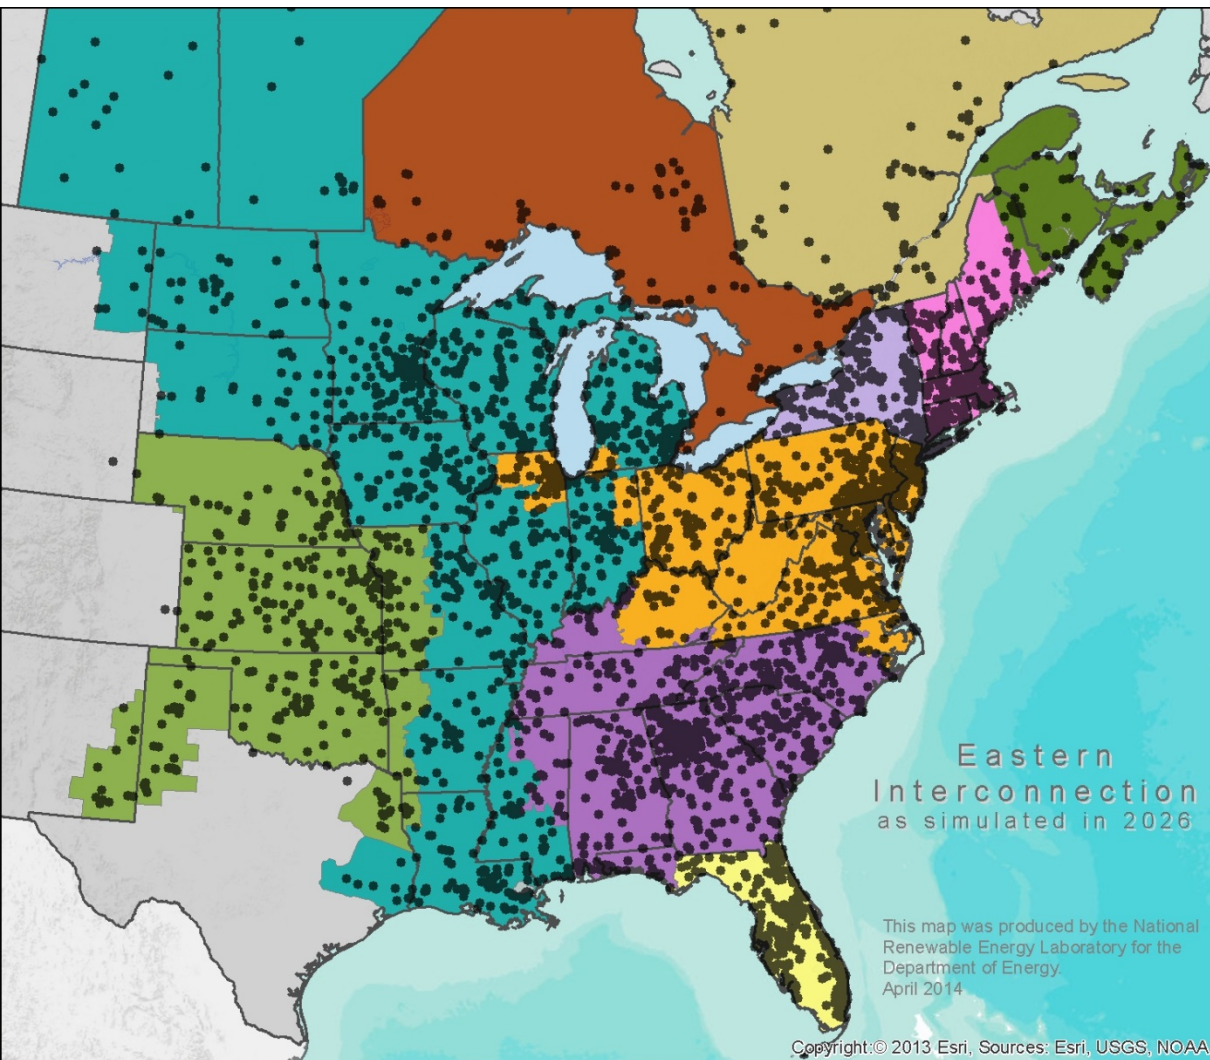 Eastern
Interconnection
as simulated in 2026
This map was produced by the National
Renewable Energy Laboratory for the
Department of Energy.
April 2014
Copyright:© 2013 Esri, Sources: Esri, USGS, NOAA